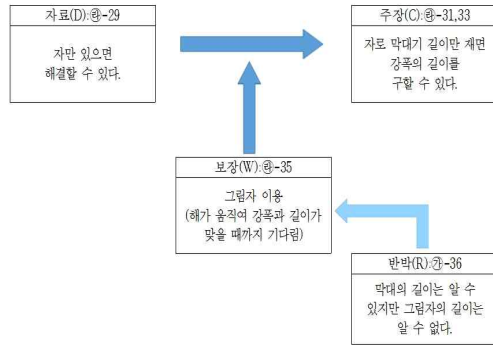 자료(D):㉣-29
자만 있으면
해결할 수 있다.
주장(C):㉣-31,33
자로 막대기 길이만 재면
강폭의 길이를
구할 수 있다.
보장(W):㉣-35
그림자 이용
(해가 움직여 강폭과 길이가
맞을 때까지 기다림)
반박(R):㉮-36
막대의 길이는 알 수
있지만 그림자의 길이는
알 수 없다.